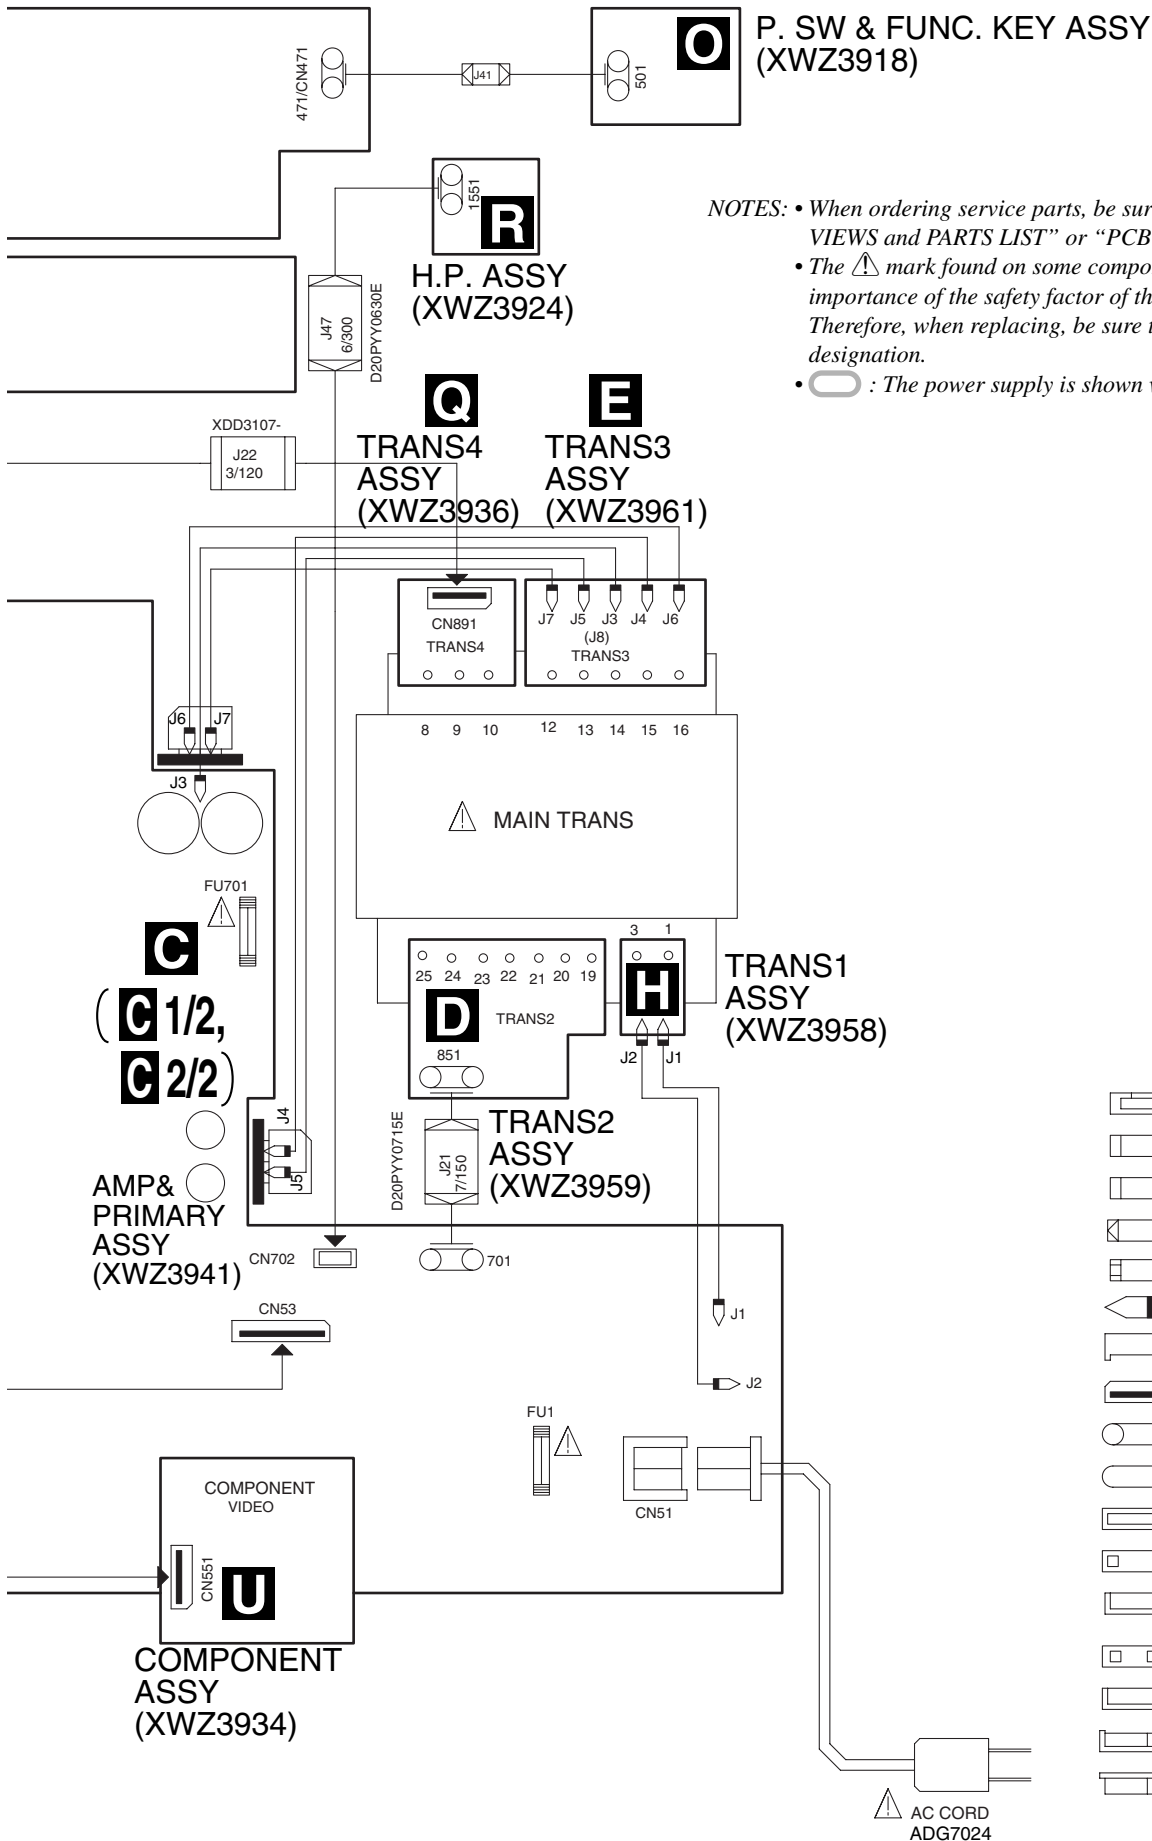 O
P. SW & FUNC. KEY ASSY
(XWZ3918)
471/CN471
J41
501
1551
R
H.P. ASSY
(XWZ3924)
J47
6/300
D20PYY0630E
NOTES: • When ordering service parts, be sur
VIEWS and PARTS LIST” or “PCB
• The ⚠ mark found on some compo
importance of the safety factor of th
Therefore, when replacing, be sure t
designation.
• : The power supply is shown
XDD3107-
J22
3/120
Q
TRANS4
ASSY
(XWZ3936)
E
TRANS3
ASSY
(XWZ3961)
CN891
TRANS4
J7 J5 J3 J4 J6
(J8)
TRANS3
8 9 10 12 13 14 15 16
J6 J7
J3
MAIN TRANS
FU701
C
(C 1/2,
C 2/2)
AMP&
PRIMARY
ASSY
(XWZ3941)
J4
J5
25 24 23 22 21 20 19
D
TRANS2
851
3 1
H
J2 J1
TRANS1
ASSY
(XWZ3958)
TRANS2
ASSY
(XWZ3959)
D20PYY0715E
J21
7/150
701
CN702
CN53
J1
J2
FU1
CN51
COMPONENT
VIDEO
CN551
U
COMPONENT
ASSY
(XWZ3934)
AC CORD
ADG7024